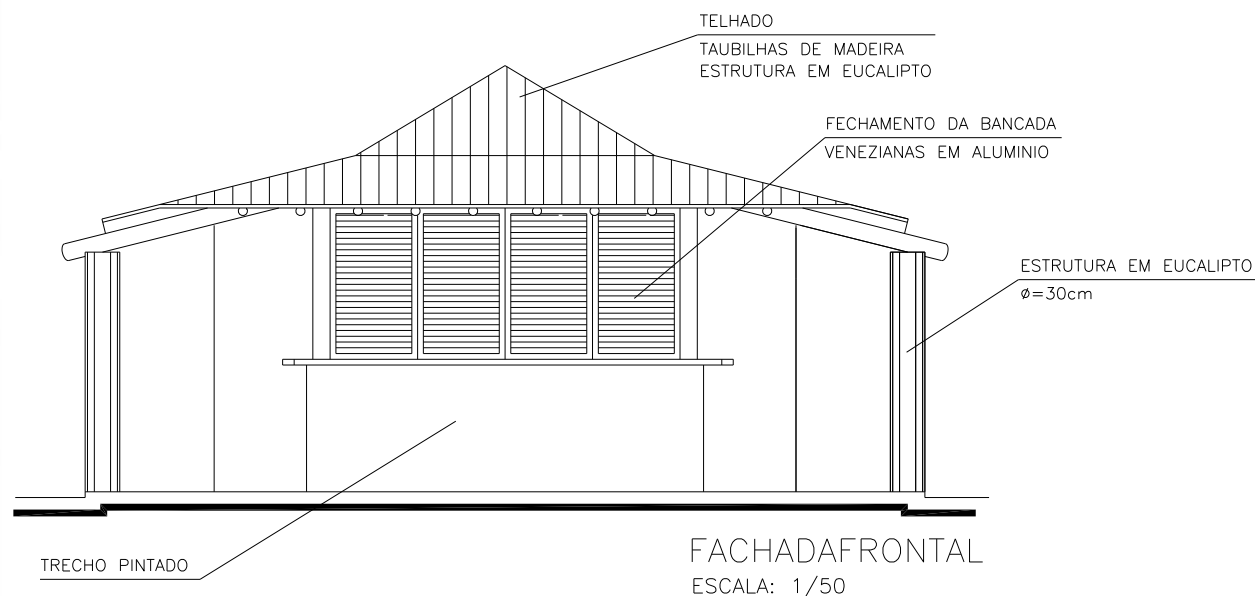 TELHADO
TAUBILHAS DE MADEIRA
ESTRUTURA EM EUCALIPTO
FECHAMENTO DA BANCADA
VENEZIANAS EM ALUMINIO
ESTRUTURA EM EUCALIPTO
ø=30cm
TRECHO PINTADO
FACHADAFRONTAL
ESCALA: 1/50